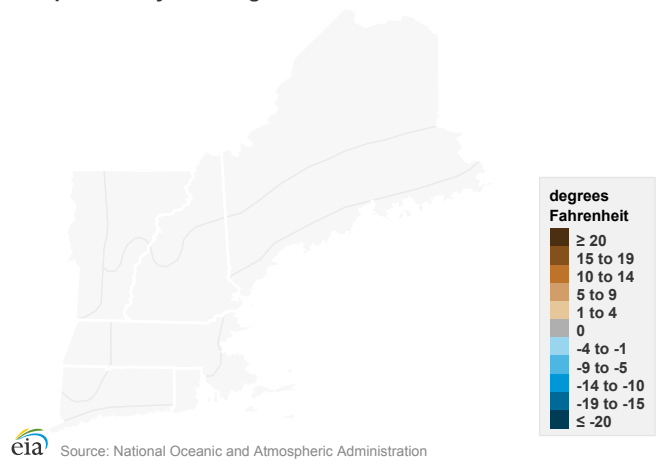 degrees
Fahrenheit
≥ 20
15 to 19
10 to 14
5 to 9
1 to 4
0
-4 to -1
-9 to -5
-14 to -10
-19 to -15
≤ -20
eia
Source: National Oceanic and Atmospheric Administration